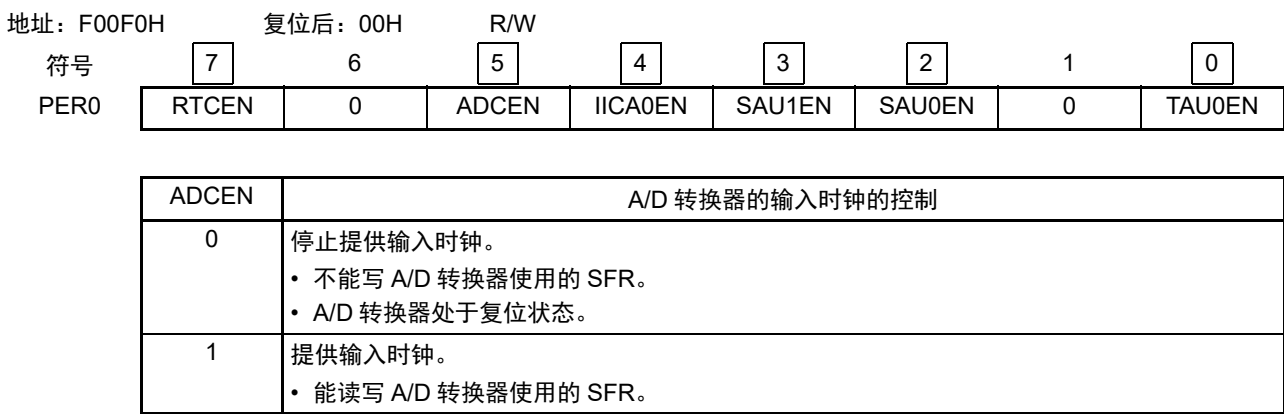 地址：F00F0H 复位后：00H R/W
符号 7 6 5 4 3 2 1 0
PER0 RTCEN 0 ADCEN IICA0EN SAU1EN SAU0EN 0 TAU0EN
ADCEN A/D 转换器的输入时钟的控制
0 停止提供输入时钟。
• 不能写 A/D 转换器使用的 SFR。
• A/D 转换器处于复位状态。
1 提供输入时钟。
• 能读写 A/D 转换器使用的 SFR。